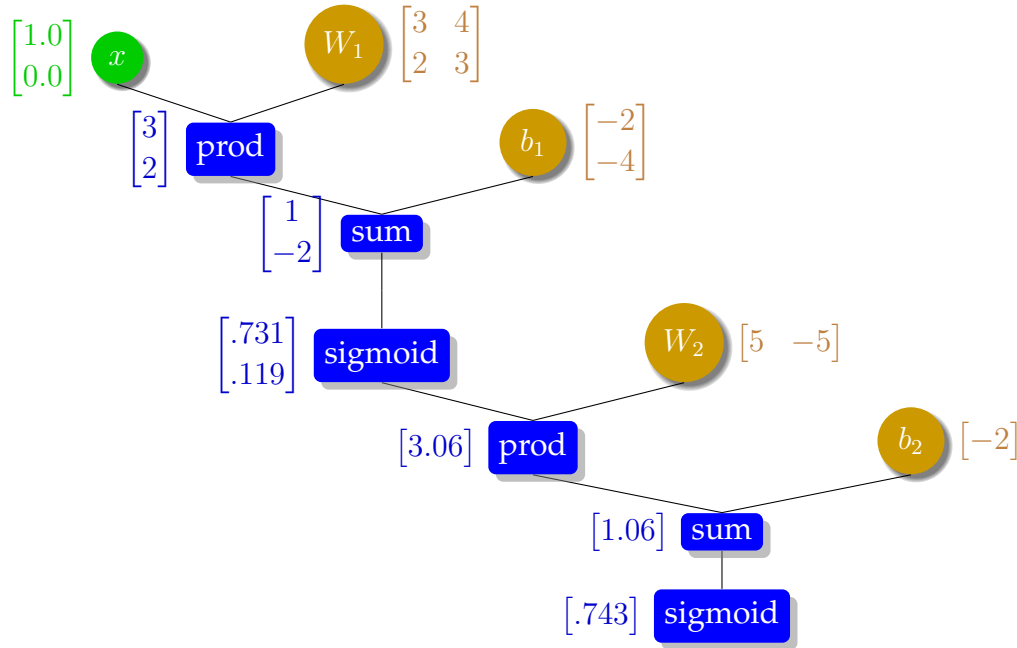 [1.0 0.0] x W₁ [3 4 2 3]
[3 2] prod b₁ [−2 −4]
[1 −2] sum
[.731 .119] sigmoid W₂ [5 −5]
[3.06] prod b₂ [−2]
[1.06] sum
[.743] sigmoid